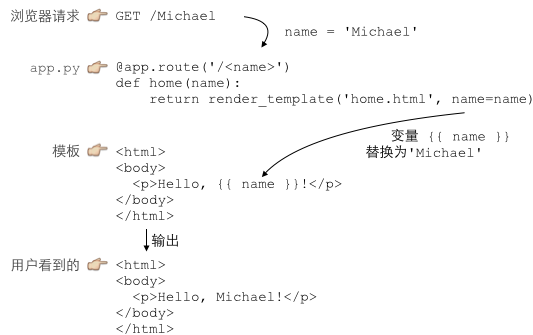 浏览器请求 GET /Michael
name = 'Michael'
app.py @app.route('/<name>')
def home(name):
return render_template('home.html', name=name)
变量 {{ name }}
替换为'Michael'
模板 <html>
<body>
<p>Hello, {{ name }}!</p>
</body>
</html>
输出
用户看到的 <html>
<body>
<p>Hello, Michael!</p>
</body>
</html>